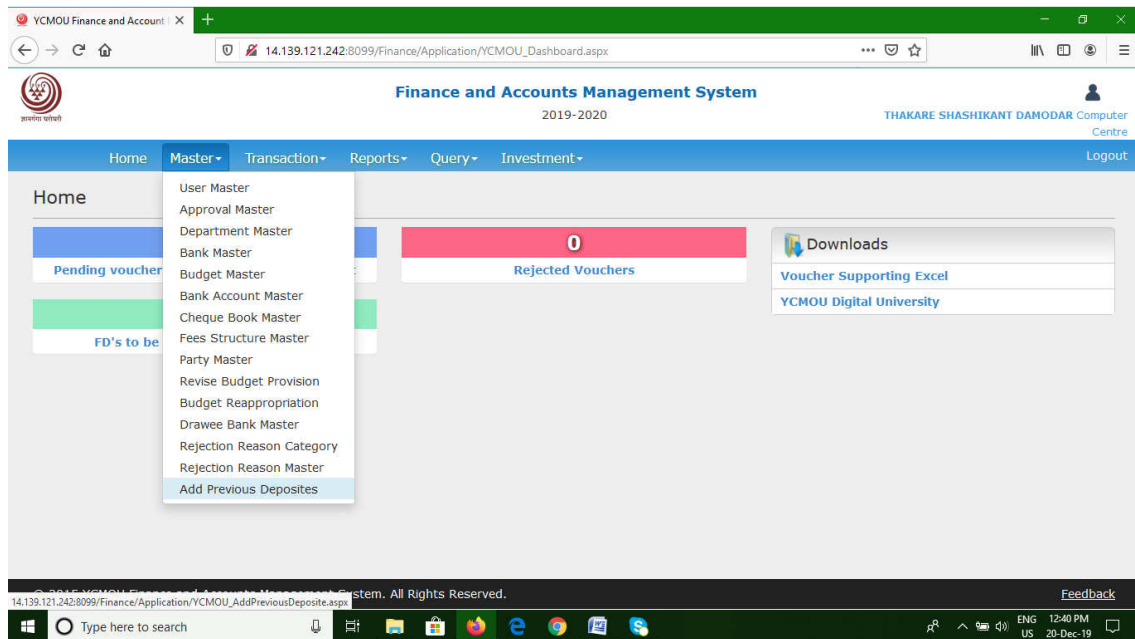 YCMOU Finance and Account
14.139.121.242:8099/Finance/Application/YCMOU_Dashboard.aspx
Finance and Accounts Management System
2019-2020
THAKARE SHASHIKANT DAMODAR Computer
Centre
Home Master Transaction Reports Query Investment Logout
Home
User Master
Approval Master
Department Master
Bank Master
Budget Master
Bank Account Master
Cheque Book Master
Fees Structure Master
Party Master
Revise Budget Provision
Budget Reappropriation
Drawee Bank Master
Rejection Reason Category
Rejection Reason Master
Add Previous Deposites
Pending voucher
FD's to be
0
Rejected Vouchers
Downloads
Voucher Supporting Excel
YCMOU Digital University
System. All Rights Reserved.
Feedback
14.139.121.242:8099/Finance/Application/YCMOU_AddPreviousDeposite.aspx
Type here to search
ENG
US
12:40 PM
20-Dec-19